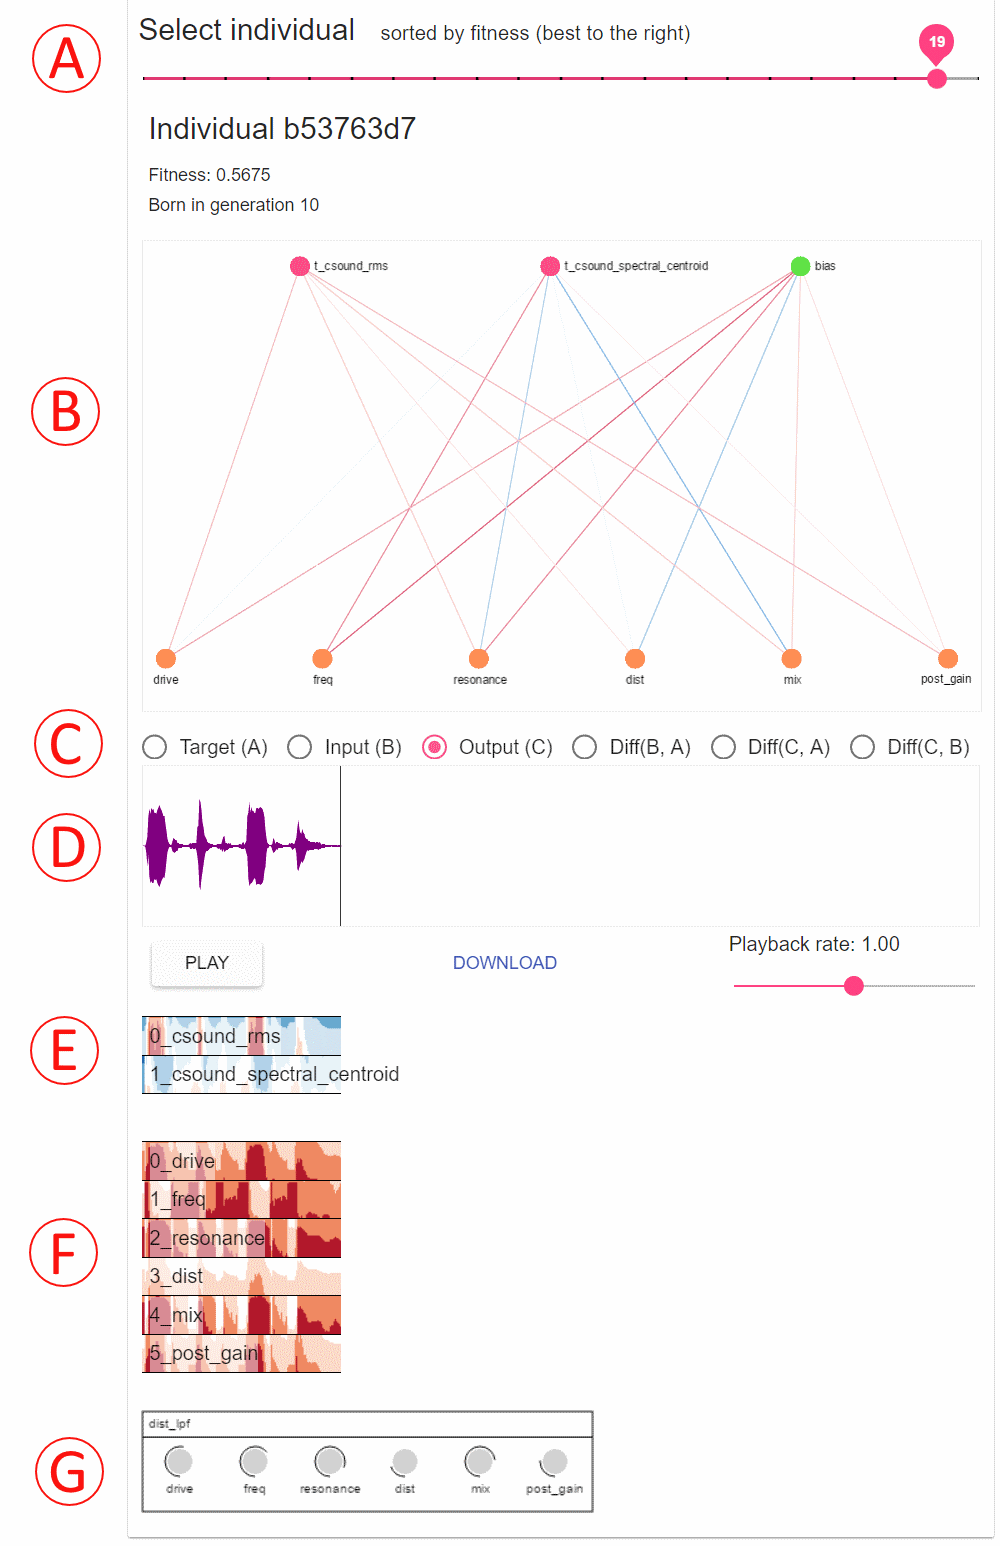 A
Select individual sorted by fitness (best to the right)
19
Individual b53763d7
Fitness: 0.5675
Born in generation 10
B
t_csound_rms t_csound_spectral_centroid bias
drive freq resonance dist mix post_gain
C
Target (A) Input (B) Output (C) Diff(B, A) Diff(C, A) Diff(C, B)
D
PLAY DOWNLOAD Playback rate: 1.00
E
0_csound_rms
1_csound_spectral_centroid
F
0_drive
1_freq
2_resonance
3_dist
4_mix
5_post_gain
G
dist_lpf
drive freq resonance dist mix post_gain